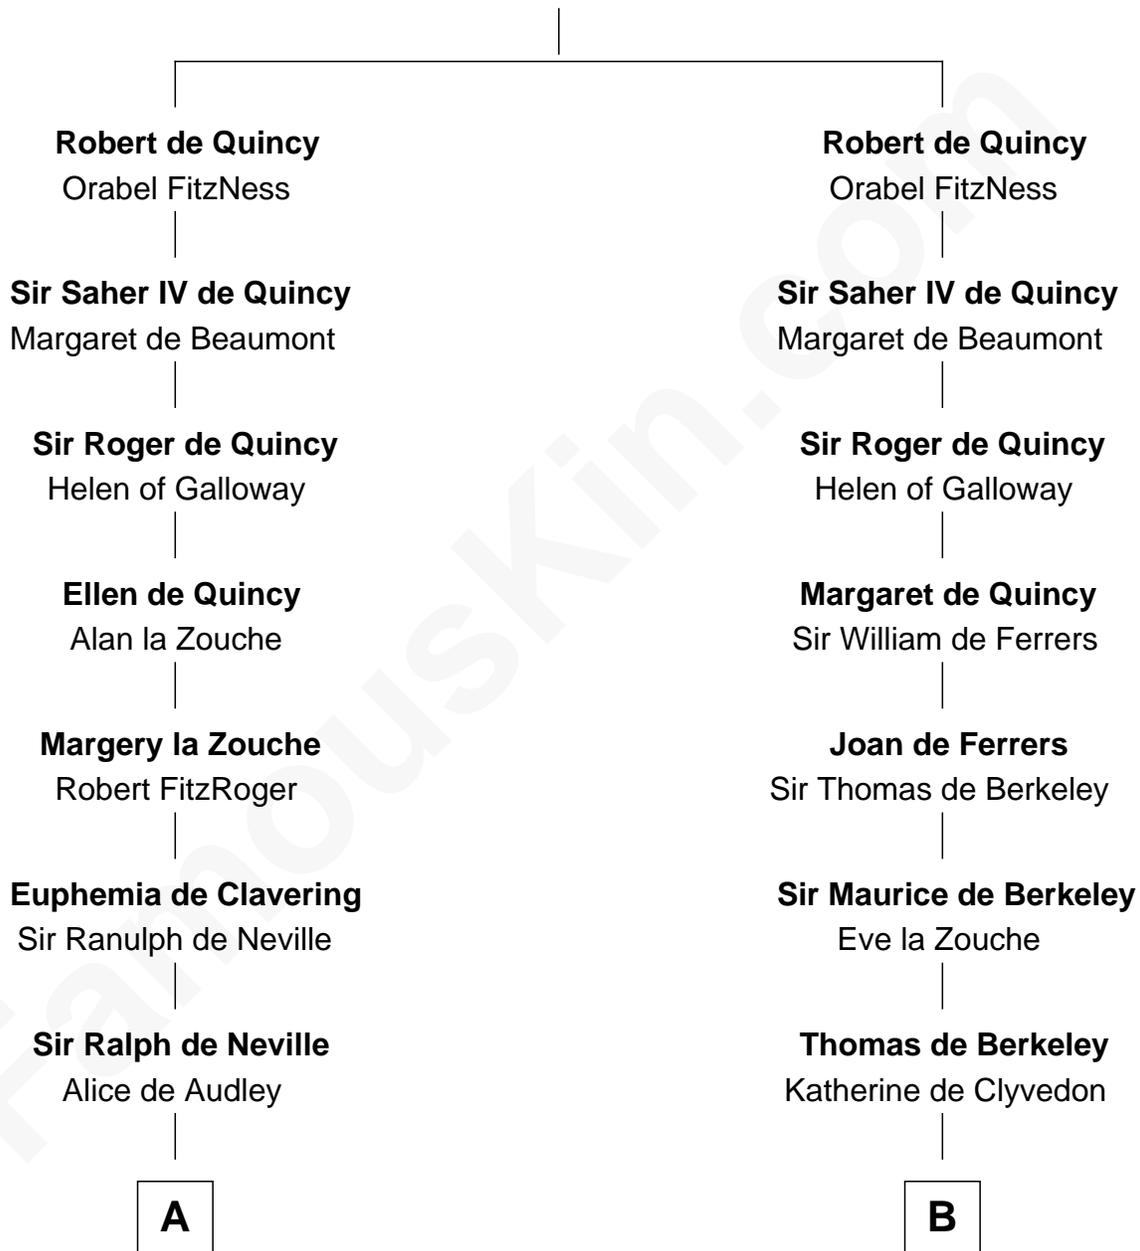 Robert de Quincy
Orabel FitzNess
Sir Saher IV de Quincy
Margaret de Beaumont
Sir Roger de Quincy
Helen of Galloway
Ellen de Quincy
Alan la Zouche
Margery la Zouche
Robert FitzRoger
Euphemia de Clavering
Sir Ranulph de Neville
Sir Ralph de Neville
Alice de Audley
A
Robert de Quincy
Orabel FitzNess
Sir Saher IV de Quincy
Margaret de Beaumont
Sir Roger de Quincy
Helen of Galloway
Margaret de Quincy
Sir William de Ferrers
Joan de Ferrers
Sir Thomas de Berkeley
Sir Maurice de Berkeley
Eve la Zouche
Thomas de Berkeley
Katherine de Clyvedon
B
FamousKin.com